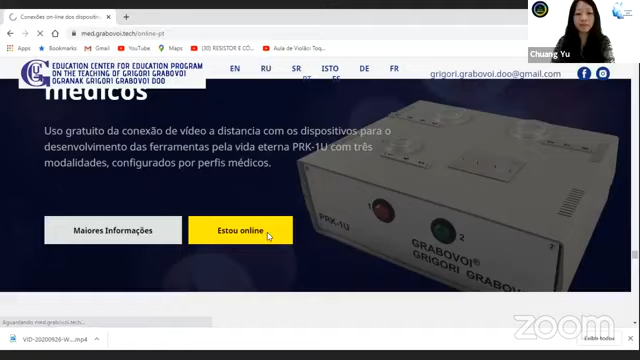 Conexões on-line dos dispositiv
med.grabovoi.tech/online-pt
Apps
Bookmarks
Gmail
YouTube
Maps
(30) RESISTOR E CÓ...
Aula de Violão: Toq...
Chuang Yu
EDUCATION CENTER FOR EDUCATION PROGRAM
ON THE TEACHING OF GRIGORI GRABOVOI
OGRANAK GRIGORI GRABOVOI DOO
EN RU SR ISTO DE FR
PT ES
grigori.grabovoi.doo@gmail.com
médicos
Uso gratuito da conexão de vídeo a distancia com os dispositivos para o
desenvolvimento das ferramentas pela vida eterna PRK-1U com três
modalidades, configurados por perfis médicos.
Maiores Informações
Estou online
1
2
PRK-1U
GRABOVOI®
GRIGORI GRABOVOI
Aguardando med.grabovoi.tech...
zoom
VID-20200926-W....mp4
Exibir todos